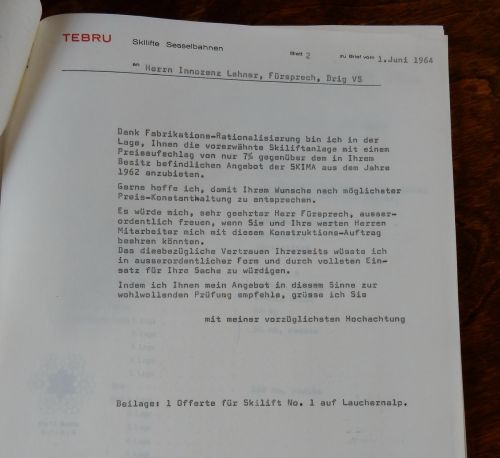 TEBRU
Skilifte Sesselbahnen
Blatt 2 zu Brief vom 1.Juni 1964
an Herrn Innozenz Lehner, Fürsprech, Brig VS
Dank Fabrikations-Rationalisierung bin ich in der
Lage, Ihnen die vorerwähnte Skiliftanlage mit einem
Preisaufschlag von nur 7% gegenüber dem in Ihrem
Besitz befindlichen Angebot der SKIMA aus dem Jahre
1962 anzubieten.
Gerne hoffe ich, damit Ihrem Wunsche nach möglichster
Preis-Konstanthaltung zu entsprechen.
Es würde mich, sehr geehrter Herr Fürsprech, ausser-
ordentlich freuen, wenn Sie und Ihre werten Herren
Mitarbeiter mich mit diesem Konstruktions-Auftrag
beehren könnten.
Das diesbezügliche Vertrauen Ihrerseits wüsste ich
in ausserordentlicher Form und durch vollsten Ein-
satz für Ihre Sache zu würdigen.
Indem ich Ihnen mein Angebot in diesem Sinne zur
wohlwollenden Prüfung empfehle, grüsse ich Sie
mit meiner vorzüglichsten Hochachtung
Beilage: 1 Offerte für Skilift No. 1 auf Lauchernalp.